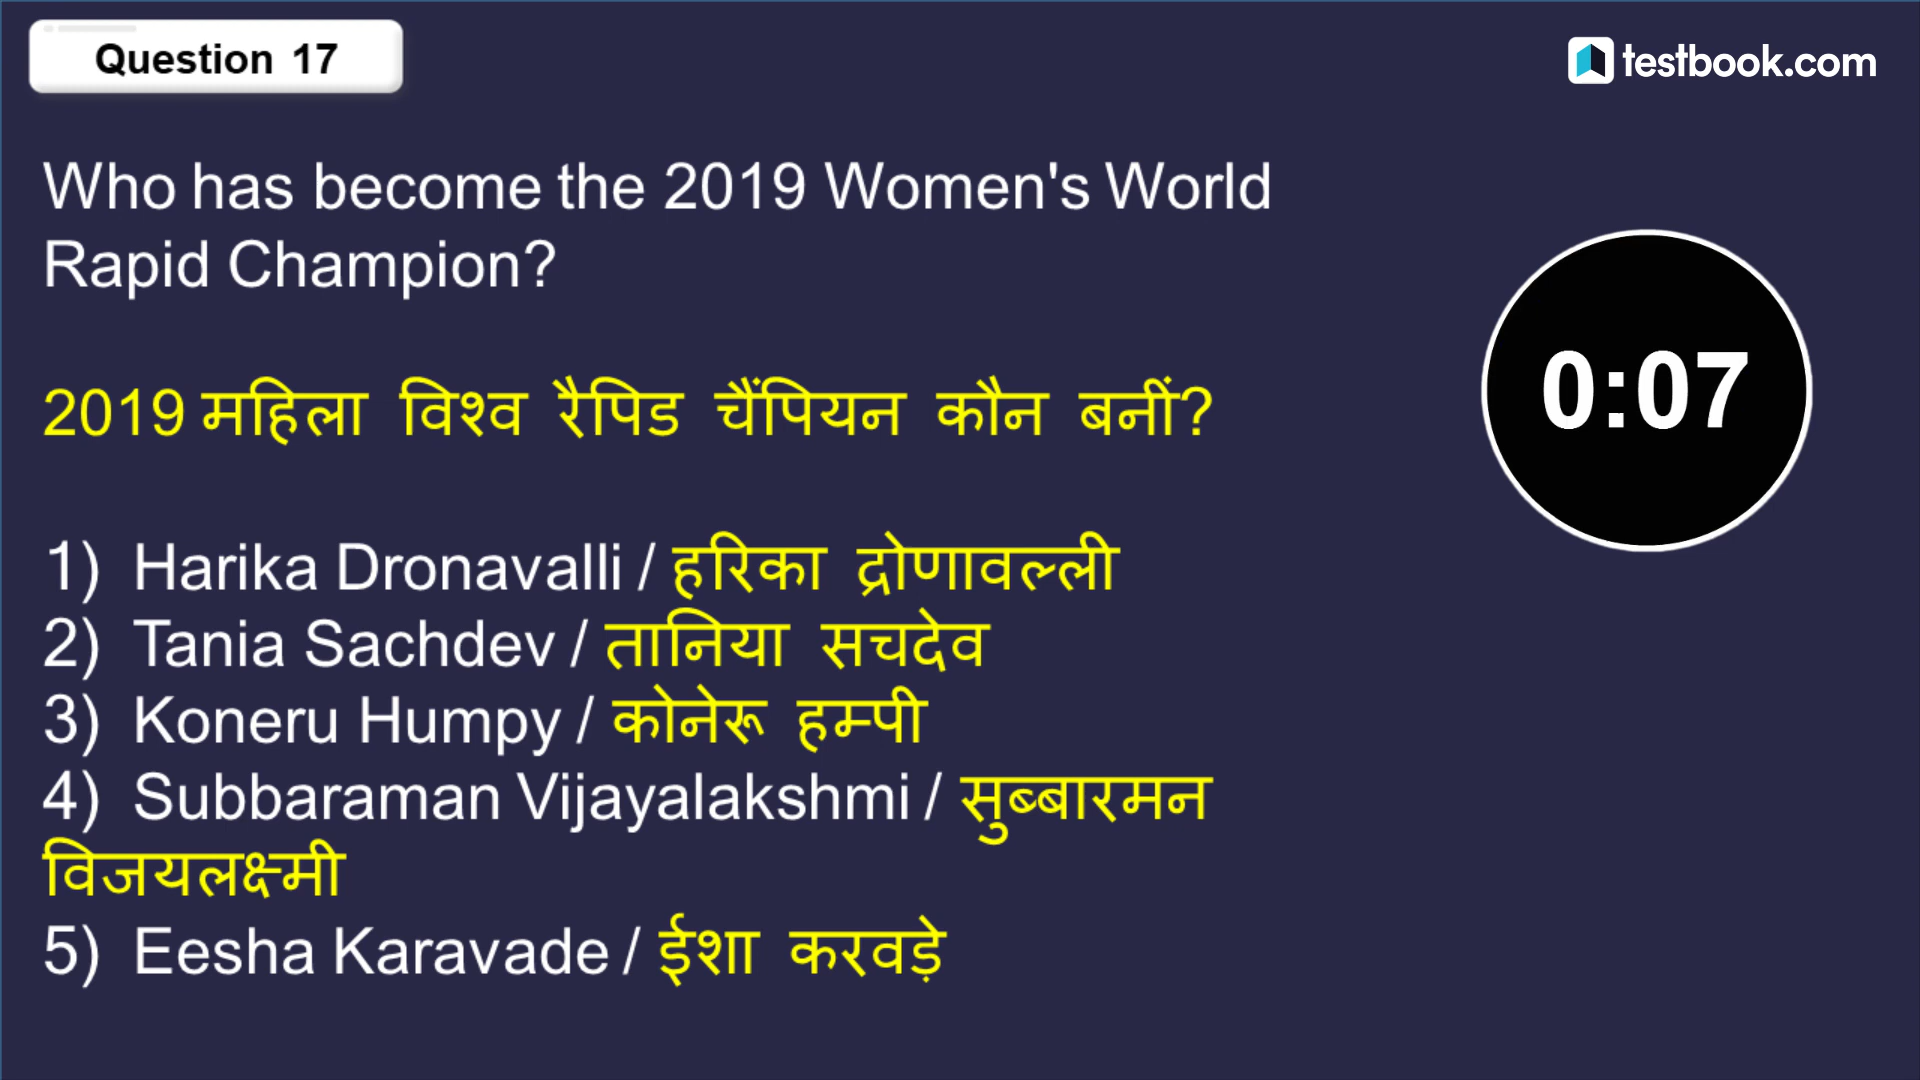 Question 17
testbook.com
Who has become the 2019 Women's World
Rapid Champion?
2019 महिला विश्व रैपिड चैंपियन कौन बनीं?
0:07
1) Harika Dronavalli / हरिका द्रोणावल्ली
2) Tania Sachdev / तानिया सचदेव
3) Koneru Humpy / कोनेरू हम्पी
4) Subbaraman Vijayalakshmi / सुब्बारमन
विजयलक्ष्मी
5) Eesha Karavade / ईशा करवड़े